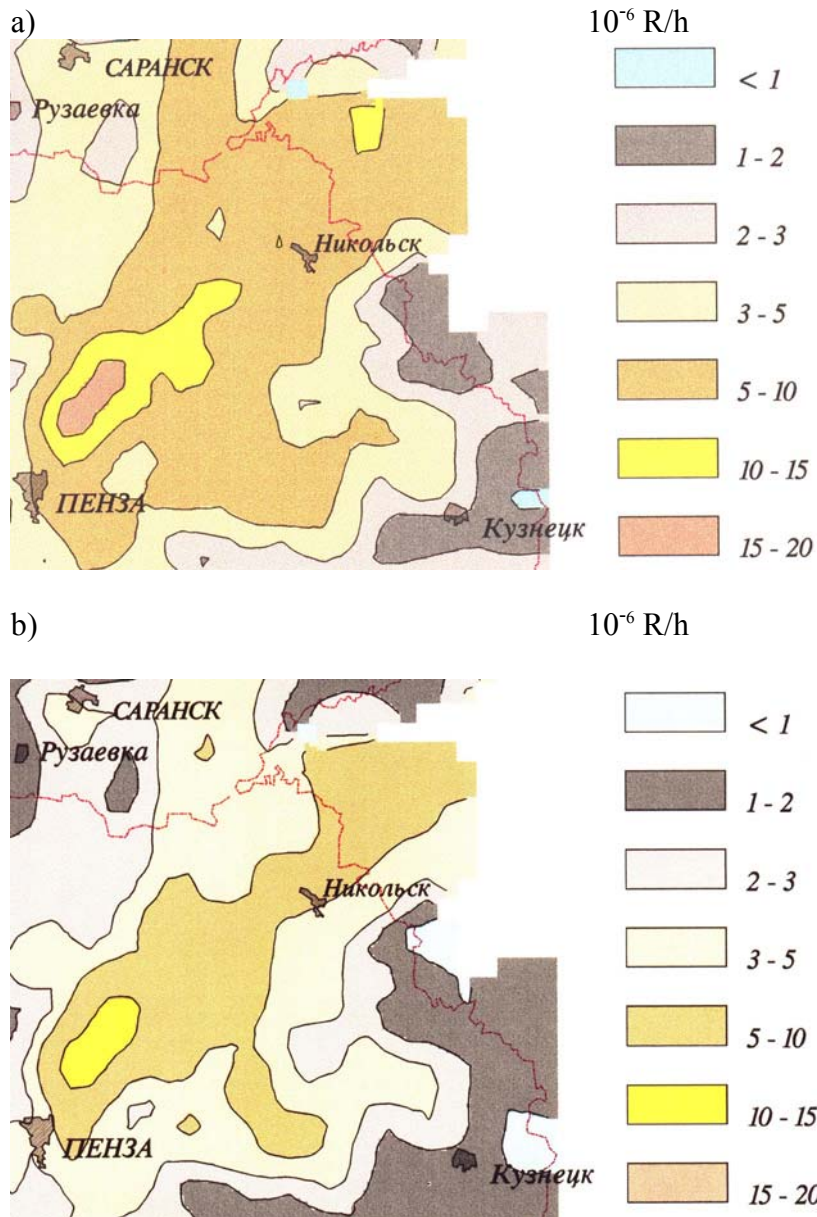 a)
10⁻⁶ R/h
САРАНСК
Рузаевка
Никольск
ПЕНЗА
Кузнецк
< 1
1 - 2
2 - 3
3 - 5
5 - 10
10 - 15
15 - 20
b)
10⁻⁶ R/h
САРАНСК
Рузаевка
Никольск
ПЕНЗА
Кузнецк
< 1
1 - 2
2 - 3
3 - 5
5 - 10
10 - 15
15 - 20